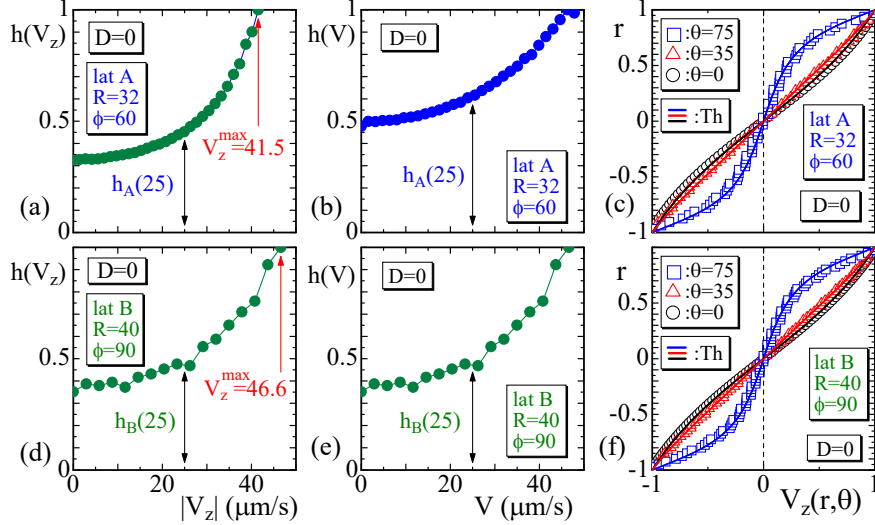 h(V_z)
1
0.5
0
D=0
lat A
R=32
ϕ=60
V_z^max=41.5
h_A(25)
(a)
h(V)
1
0.5
0
D=0
h_A(25)
lat A
R=32
ϕ=60
(b)
r
1
0.5
0
-0.5
-1
:θ=75
:θ=35
:θ=0
:Th
lat A
R=32
ϕ=60
D=0
(c)
h(V_z)
0.5
0
D=0
lat B
R=40
ϕ=90
V_z^max=46.6
h_B(25)
(d)
0 20 40
|V_z| (μm/s)
h(V)
0.5
0
D=0
h_B(25)
lat B
R=40
ϕ=90
(e)
0 20 40
V (μm/s)
r
0.5
0
-0.5
-1
:θ=75
:θ=35
:θ=0
:Th
lat B
R=40
ϕ=90
D=0
(f)
-1 0 1
V_z(r,θ)